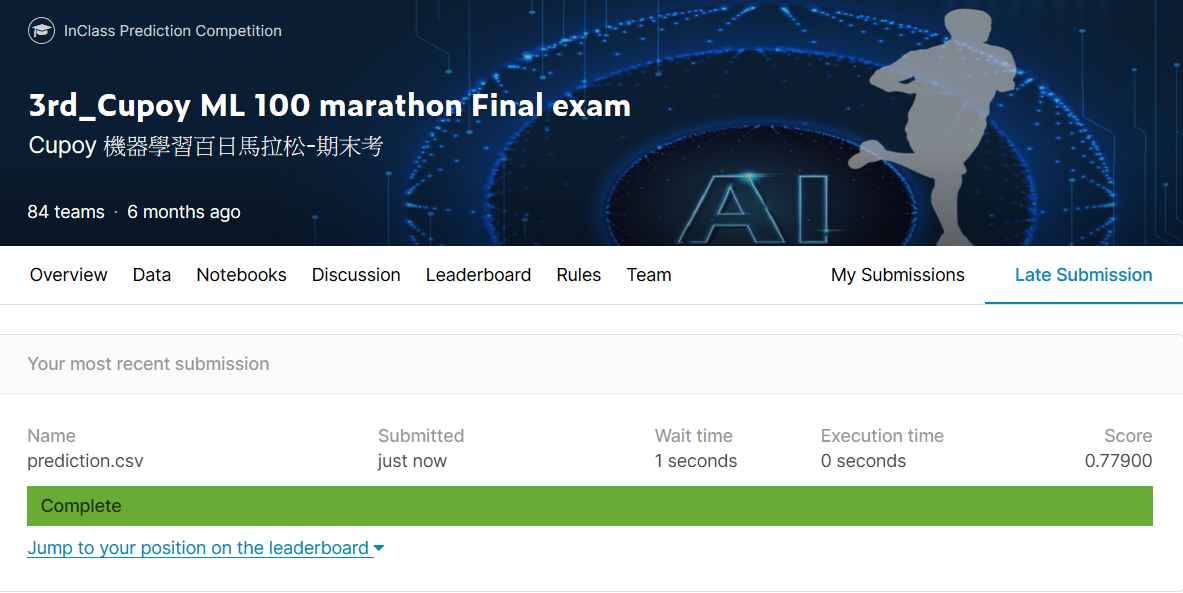 InClass Prediction Competition
3rd_Cupoy ML 100 marathon Final exam
Cupoy 機器學習百日馬拉松-期末考
84 teams · 6 months ago
AI
Overview Data Notebooks Discussion Leaderboard Rules Team My Submissions Late Submission
Your most recent submission
Name Submitted Wait time Execution time Score
prediction.csv just now 1 seconds 0 seconds 0.77900
Complete
Jump to your position on the leaderboard